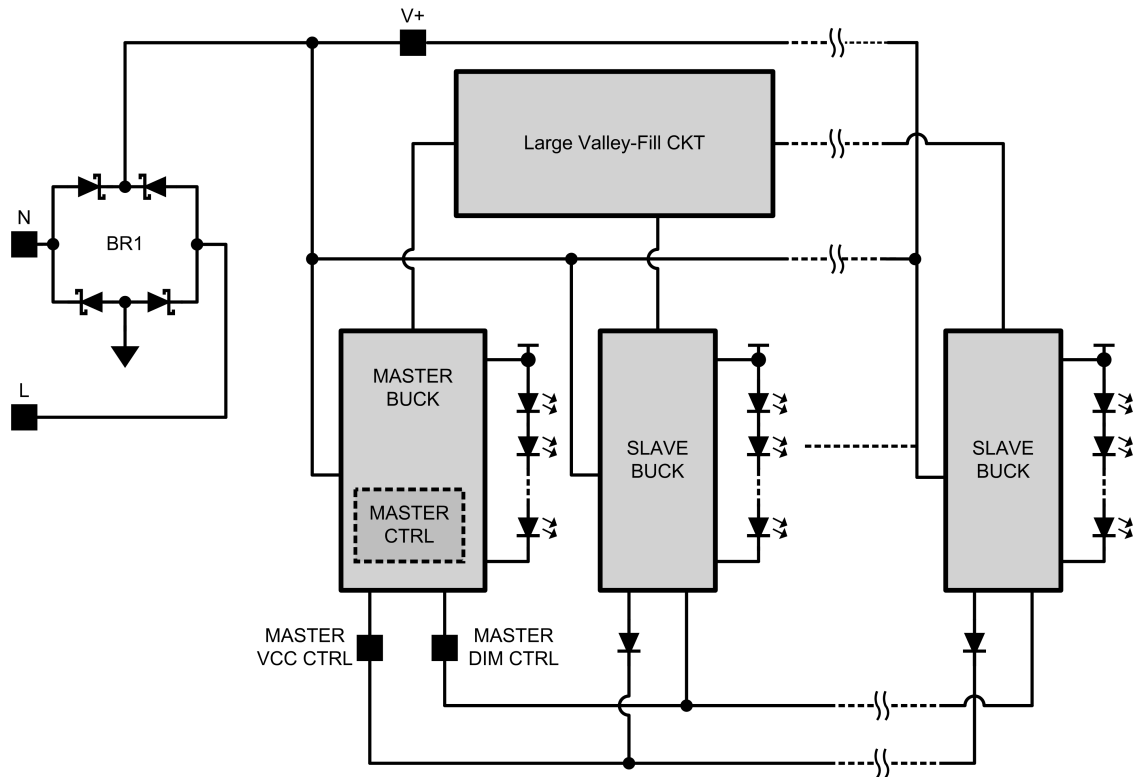 V+
Large Valley-Fill CKT
N
BR1
L
MASTER
BUCK
MASTER
CTRL
SLAVE
BUCK
SLAVE
BUCK
MASTER
VCC CTRL
MASTER
DIM CTRL